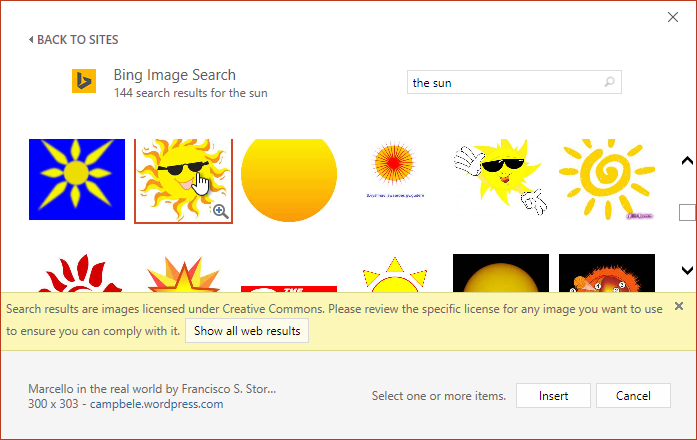 BACK TO SITES
Bing Image Search
144 search results for the sun
the sun
THE
Search results are images licensed under Creative Commons. Please review the specific license for any image you want to use
to ensure you can comply with it. Show all web results
Marcello in the real world by Francisco S. Stor...
300 x 303 - campbele.wordpress.com
Select one or more items. Insert Cancel